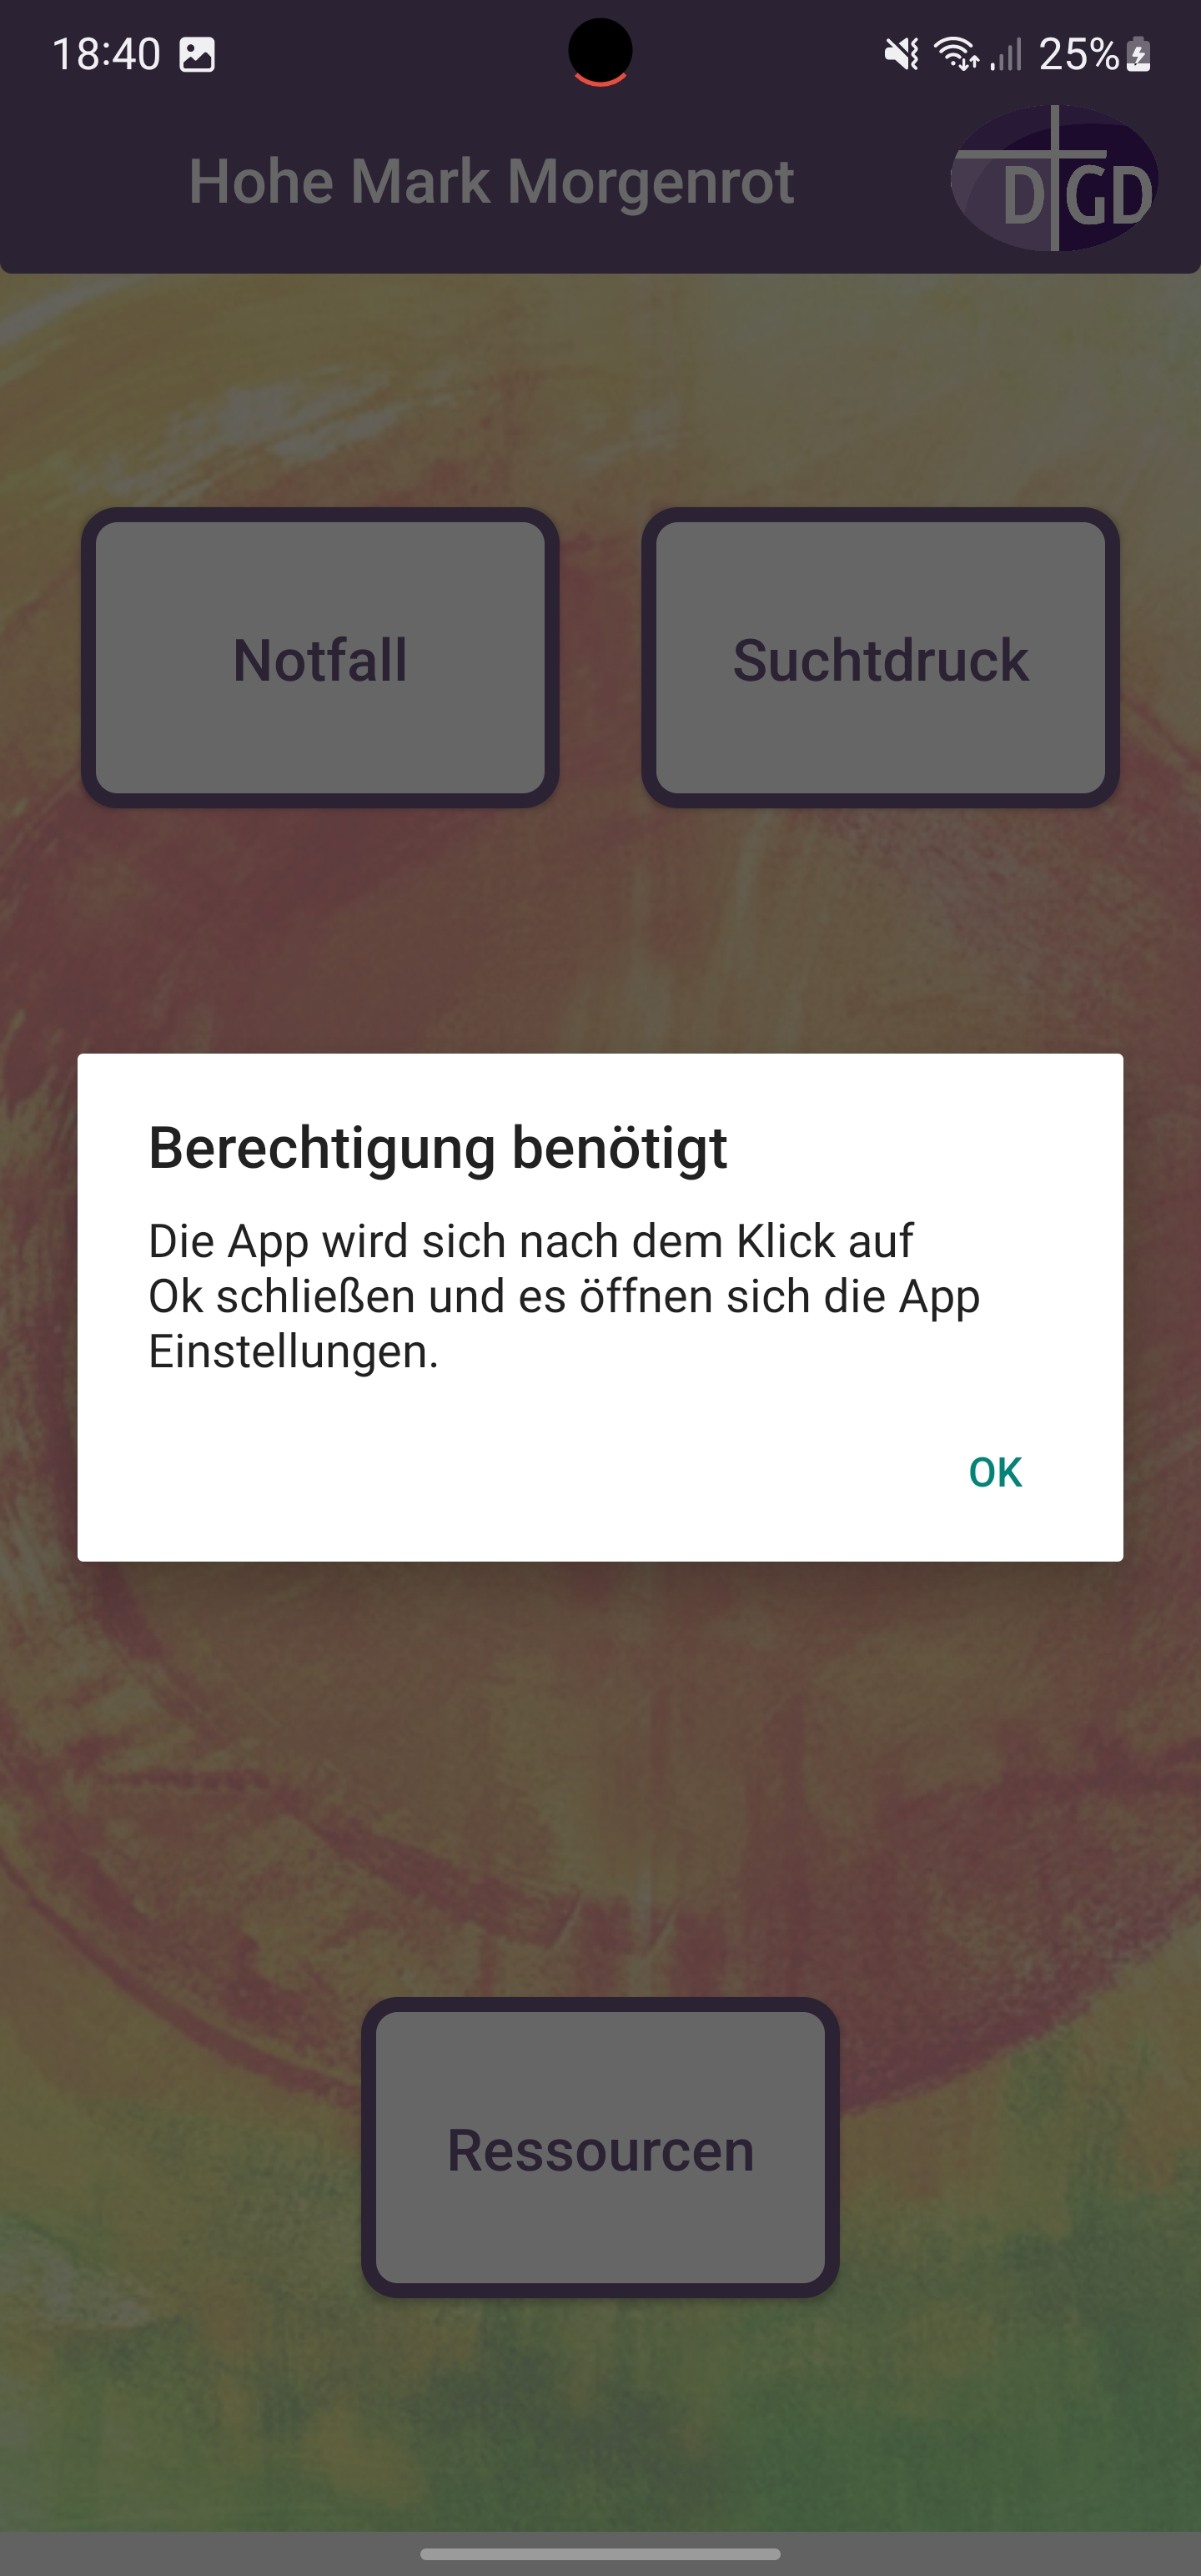 18:40
25%
Hohe Mark Morgenrot
DGD
Notfall
Suchtdruck
Berechtigung benötigt
Die App wird sich nach dem Klick auf
Ok schließen und es öffnen sich die App
Einstellungen.
OK
Ressourcen